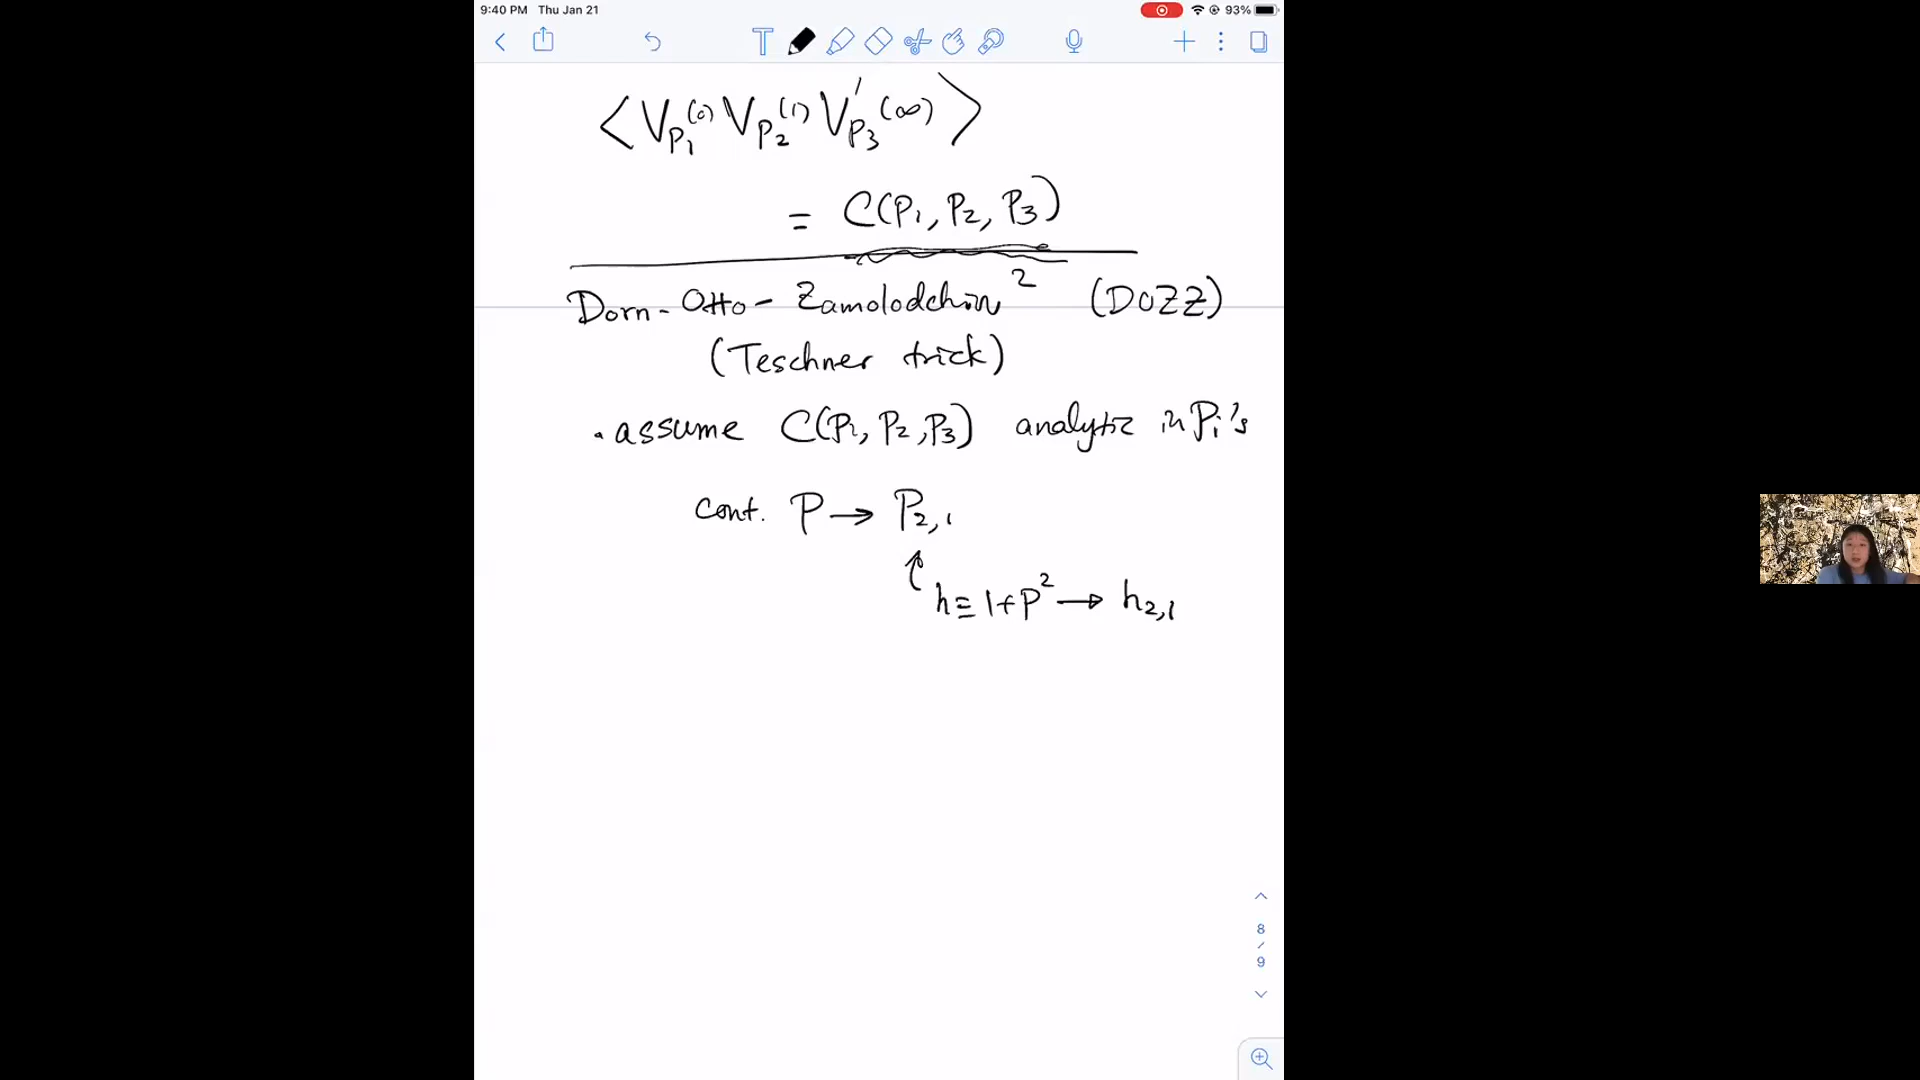 9:40 PM Thu Jan 21 93%
T
⟨V_{P_1}(0) V_{P_2}(1) V'_{P_3}(∞)⟩
= C(P_1, P_2, P_3)
Dorn-Otto-Zamolodchikov² (DOZZ)
(Teschner trick)
• assume C(P_1, P_2, P_3) analytic in P_i's
cont. P → P_{2,1}
h ≡ 1+P² → h_{2,1}
8
/
9